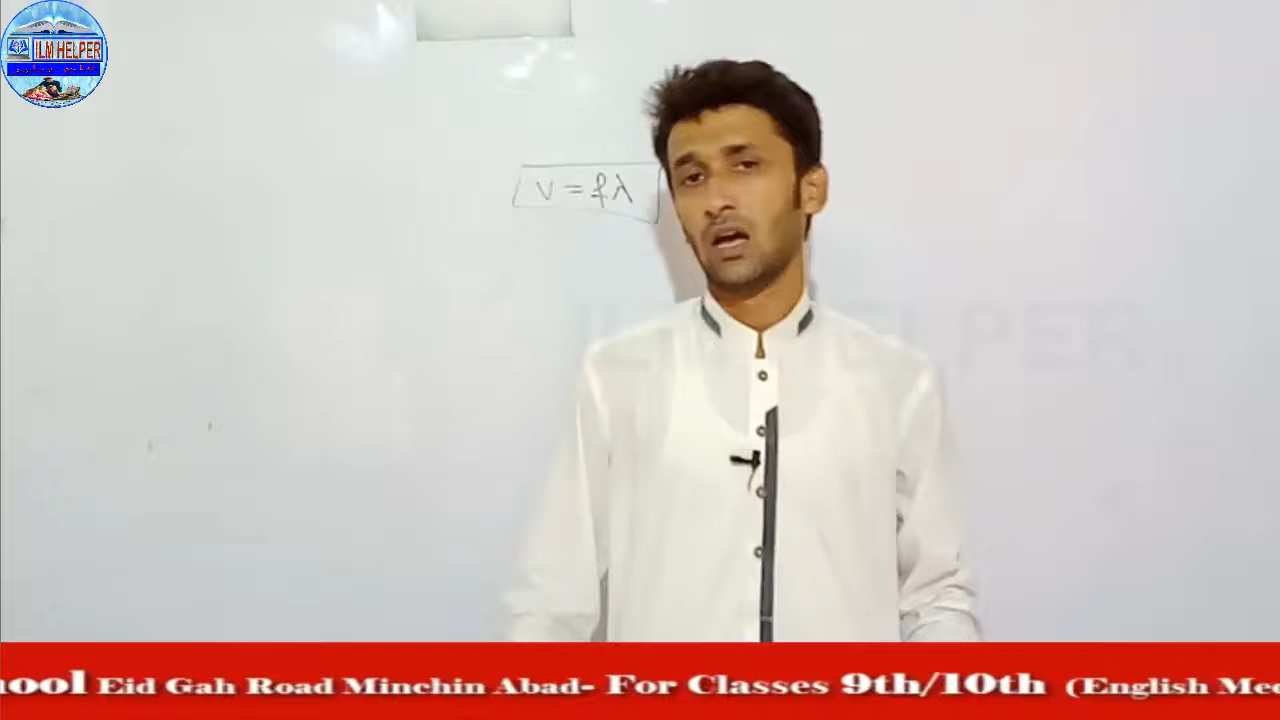 ILM HELPER
v = fλ
ool Eid Gah Road Minchin Abad- For Classes 9th/10th (English Me